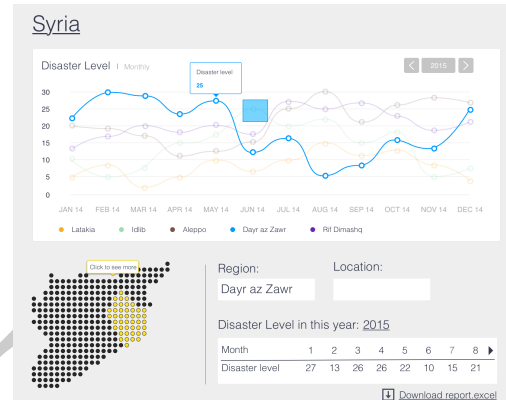 Syria
Disaster Level | Monthly
Disaster level
25
2015
30
25
20
15
10
5
0
JAN 14 FEB 14 MAR 14 APR 14 MAY 14 JUN 14 JUL 14 AUG 14 SEP 14 OCT 14 NOV 14 DEC 14
Latakia Idlib Aleppo Dayr az Zawr Rif Dimashq
Click to see more
Region: Location:
Dayr az Zawr
Disaster Level in this year: 2015
Month 1 2 3 4 5 6 7 8
Disaster level 27 13 26 26 22 10 15 21
Download report.excel